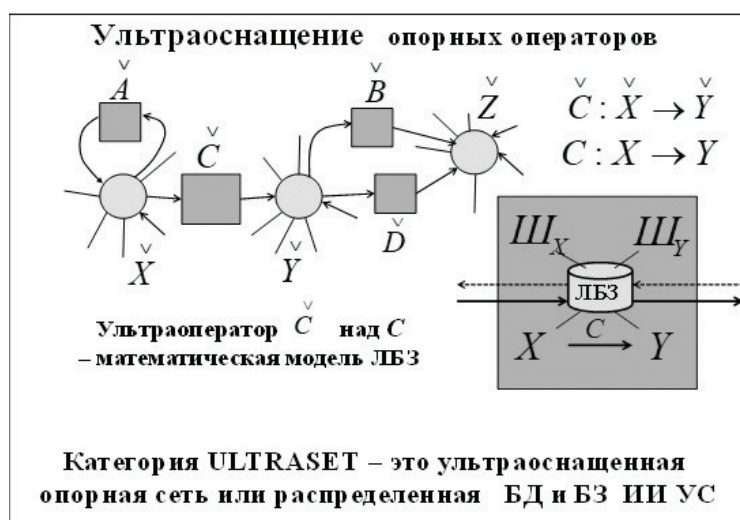 Ультраоснащение опорных операторов
Ǎ
B̌
Ž
Č
Č : X̌ → Y̌
C : X → Y
Ď
X̌
Y̌
Ш_X Ш_Y
ЛБЗ
C
X → Y
Ультраоператор Č над C
– математическая модель ЛБЗ
Категория ULTRASET – это ультраоснащенная
опорная сеть или распределенная БД и БЗ ИИ УС